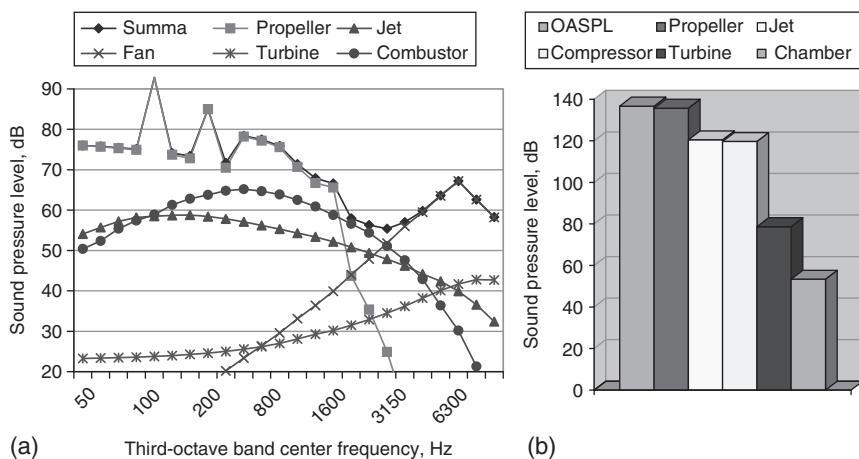 Summa Propeller Jet
Fan Turbine Combustor
OASPL Propeller Jet
Compressor Turbine Chamber
Sound pressure level, dB
90
80
70
60
50
40
30
20
50
100
200
800
1600
3150
6300
(a)
Third-octave band center frequency, Hz
Sound pressure level, dB
140
120
100
80
60
40
20
0
(b)